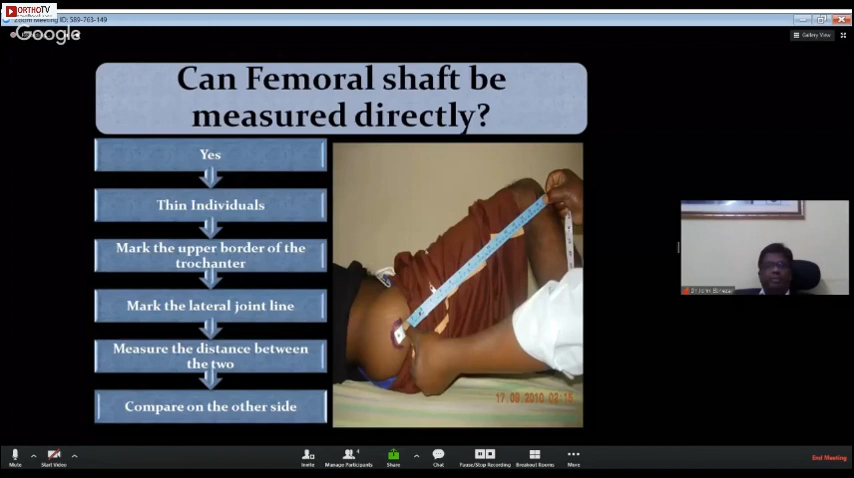 ORTHOTV
Zoom Meeting ID: 589-763-149
Google
Gallery View
Can Femoral shaft be
measured directly?
Yes
Thin Individuals
Mark the upper border of the
trochanter
Mark the lateral joint line
Measure the distance between
the two
Compare on the other side
17.09.2010 02:16
Mute
Start Video
Invite
4
Manage Participants
Share
Chat
Pause/Stop Recording
Breakout Rooms
More
End Meeting